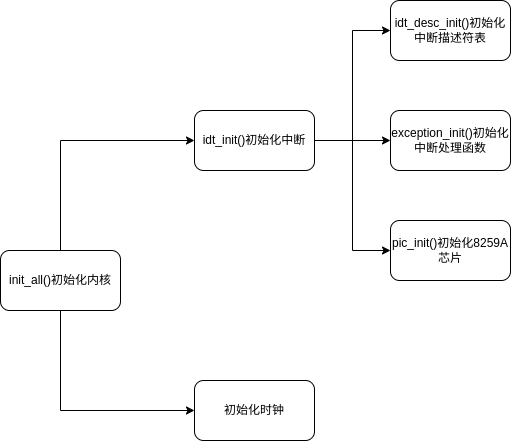 idt_desc_init()初始化
中断描述符表
idt_init()初始化中断
exception_init()初始化
中断处理函数
pic_init()初始化8259A
芯片
init_all()初始化内核
初始化时钟